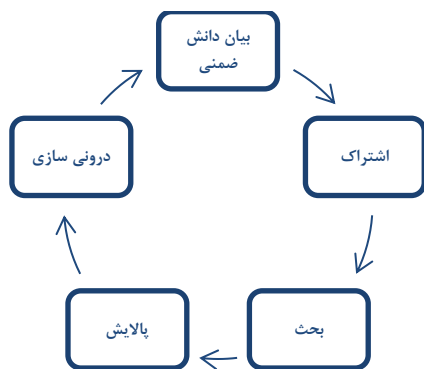 بیان دانش
ضمنی
اشتراک
بحث
پالایش
درونی سازی